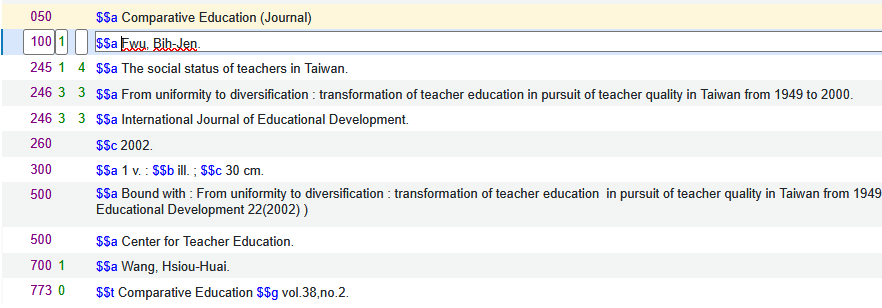 050 $$a Comparative Education (Journal)
100 1 $$a Fwu, Bih-Jen.
245 1 4 $$a The social status of teachers in Taiwan.
246 3 3 $$a From uniformity to diversification : transformation of teacher education in pursuit of teacher quality in Taiwan from 1949 to 2000.
246 3 3 $$a International Journal of Educational Development.
260 $$c 2002.
300 $$a 1 v. : $$b ill. ; $$c 30 cm.
500 $$a Bound with : From uniformity to diversification : transformation of teacher education in pursuit of teacher quality in Taiwan from 1949
Educational Development 22(2002) )
500 $$a Center for Teacher Education.
700 1 $$a Wang, Hsiou-Huai.
773 0 $$t Comparative Education $$g vol.38,no.2.